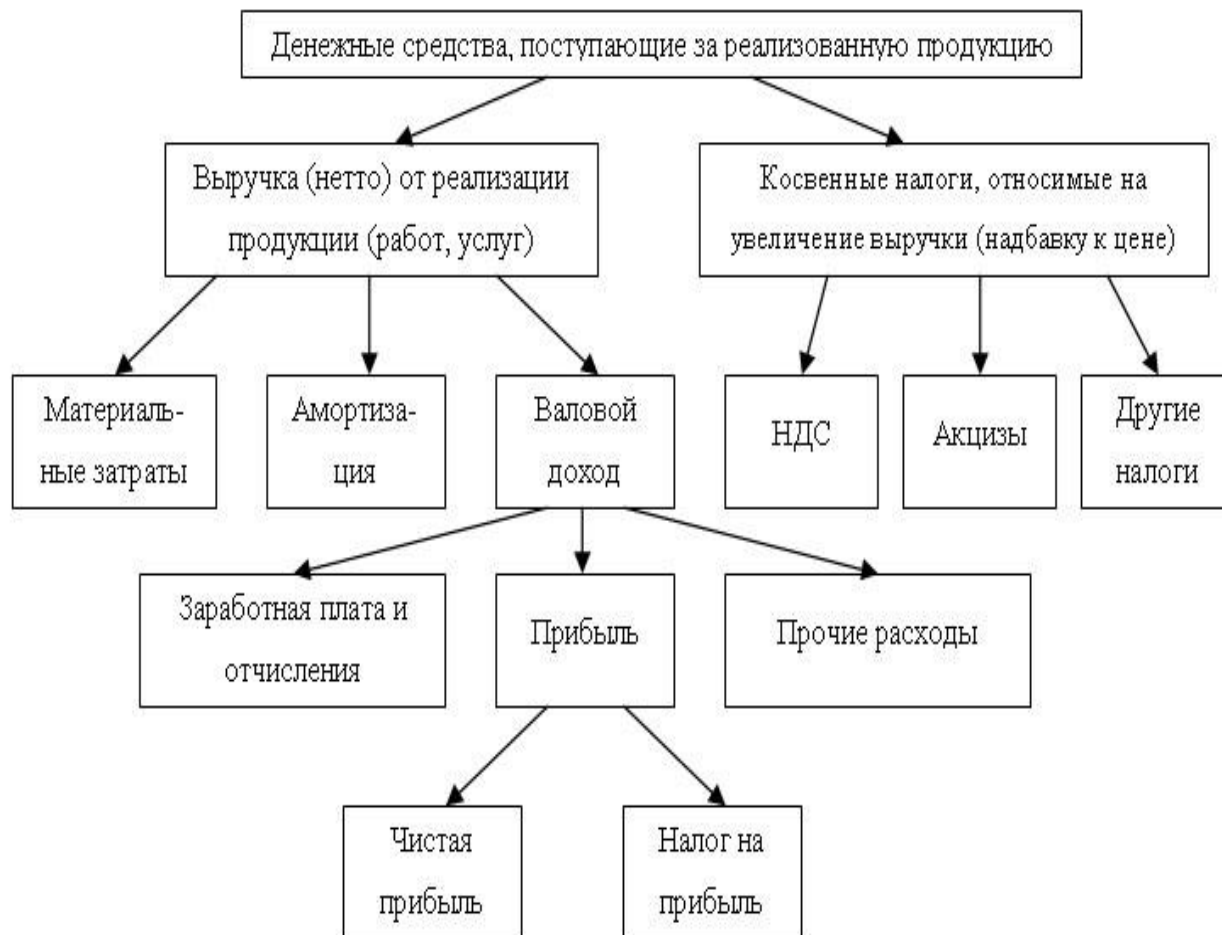 Денежные средства, поступающие за реализованную продукцию
Выручка (нетто) от реализации
продукции (работ, услуг)
Косвенные налоги, относимые на
увеличение выручки (надбавку к цене)
Материаль-
ные затраты
Амортиза-
ция
Валовой
доход
НДС
Акцизы
Другие
налоги
Заработная плата и
отчисления
Прибыль
Прочие расходы
Чистая
прибыль
Налог на
прибыль